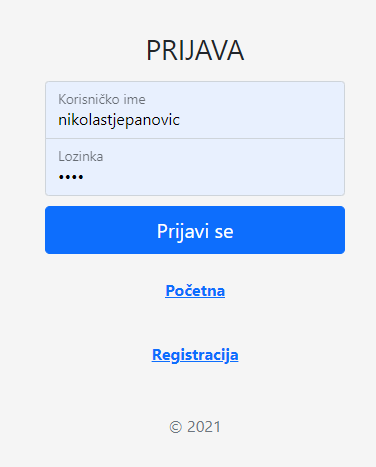 PRIJAVA
Korisničko ime
nikolastjepanovic
Lozinka
••••
Prijavi se
Početna
Registracija
© 2021